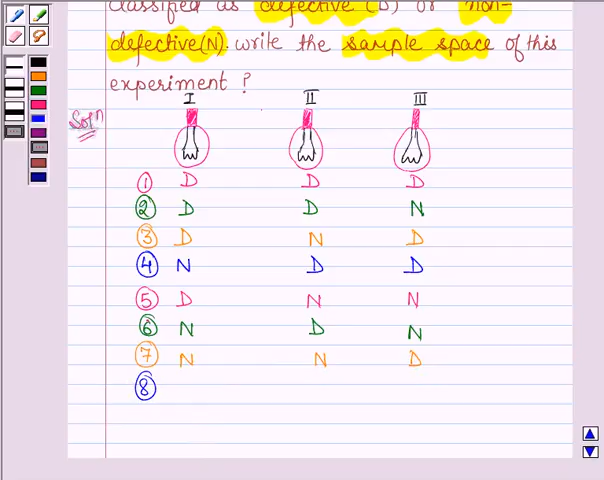 classified as defective (D) or non-
defective(N). write the sample space of this
experiment ?
Solⁿ
I II III
① D D D
② D D N
③ D N D
④ N D D
⑤ D N N
⑥ N D N
⑦ N N D
⑧